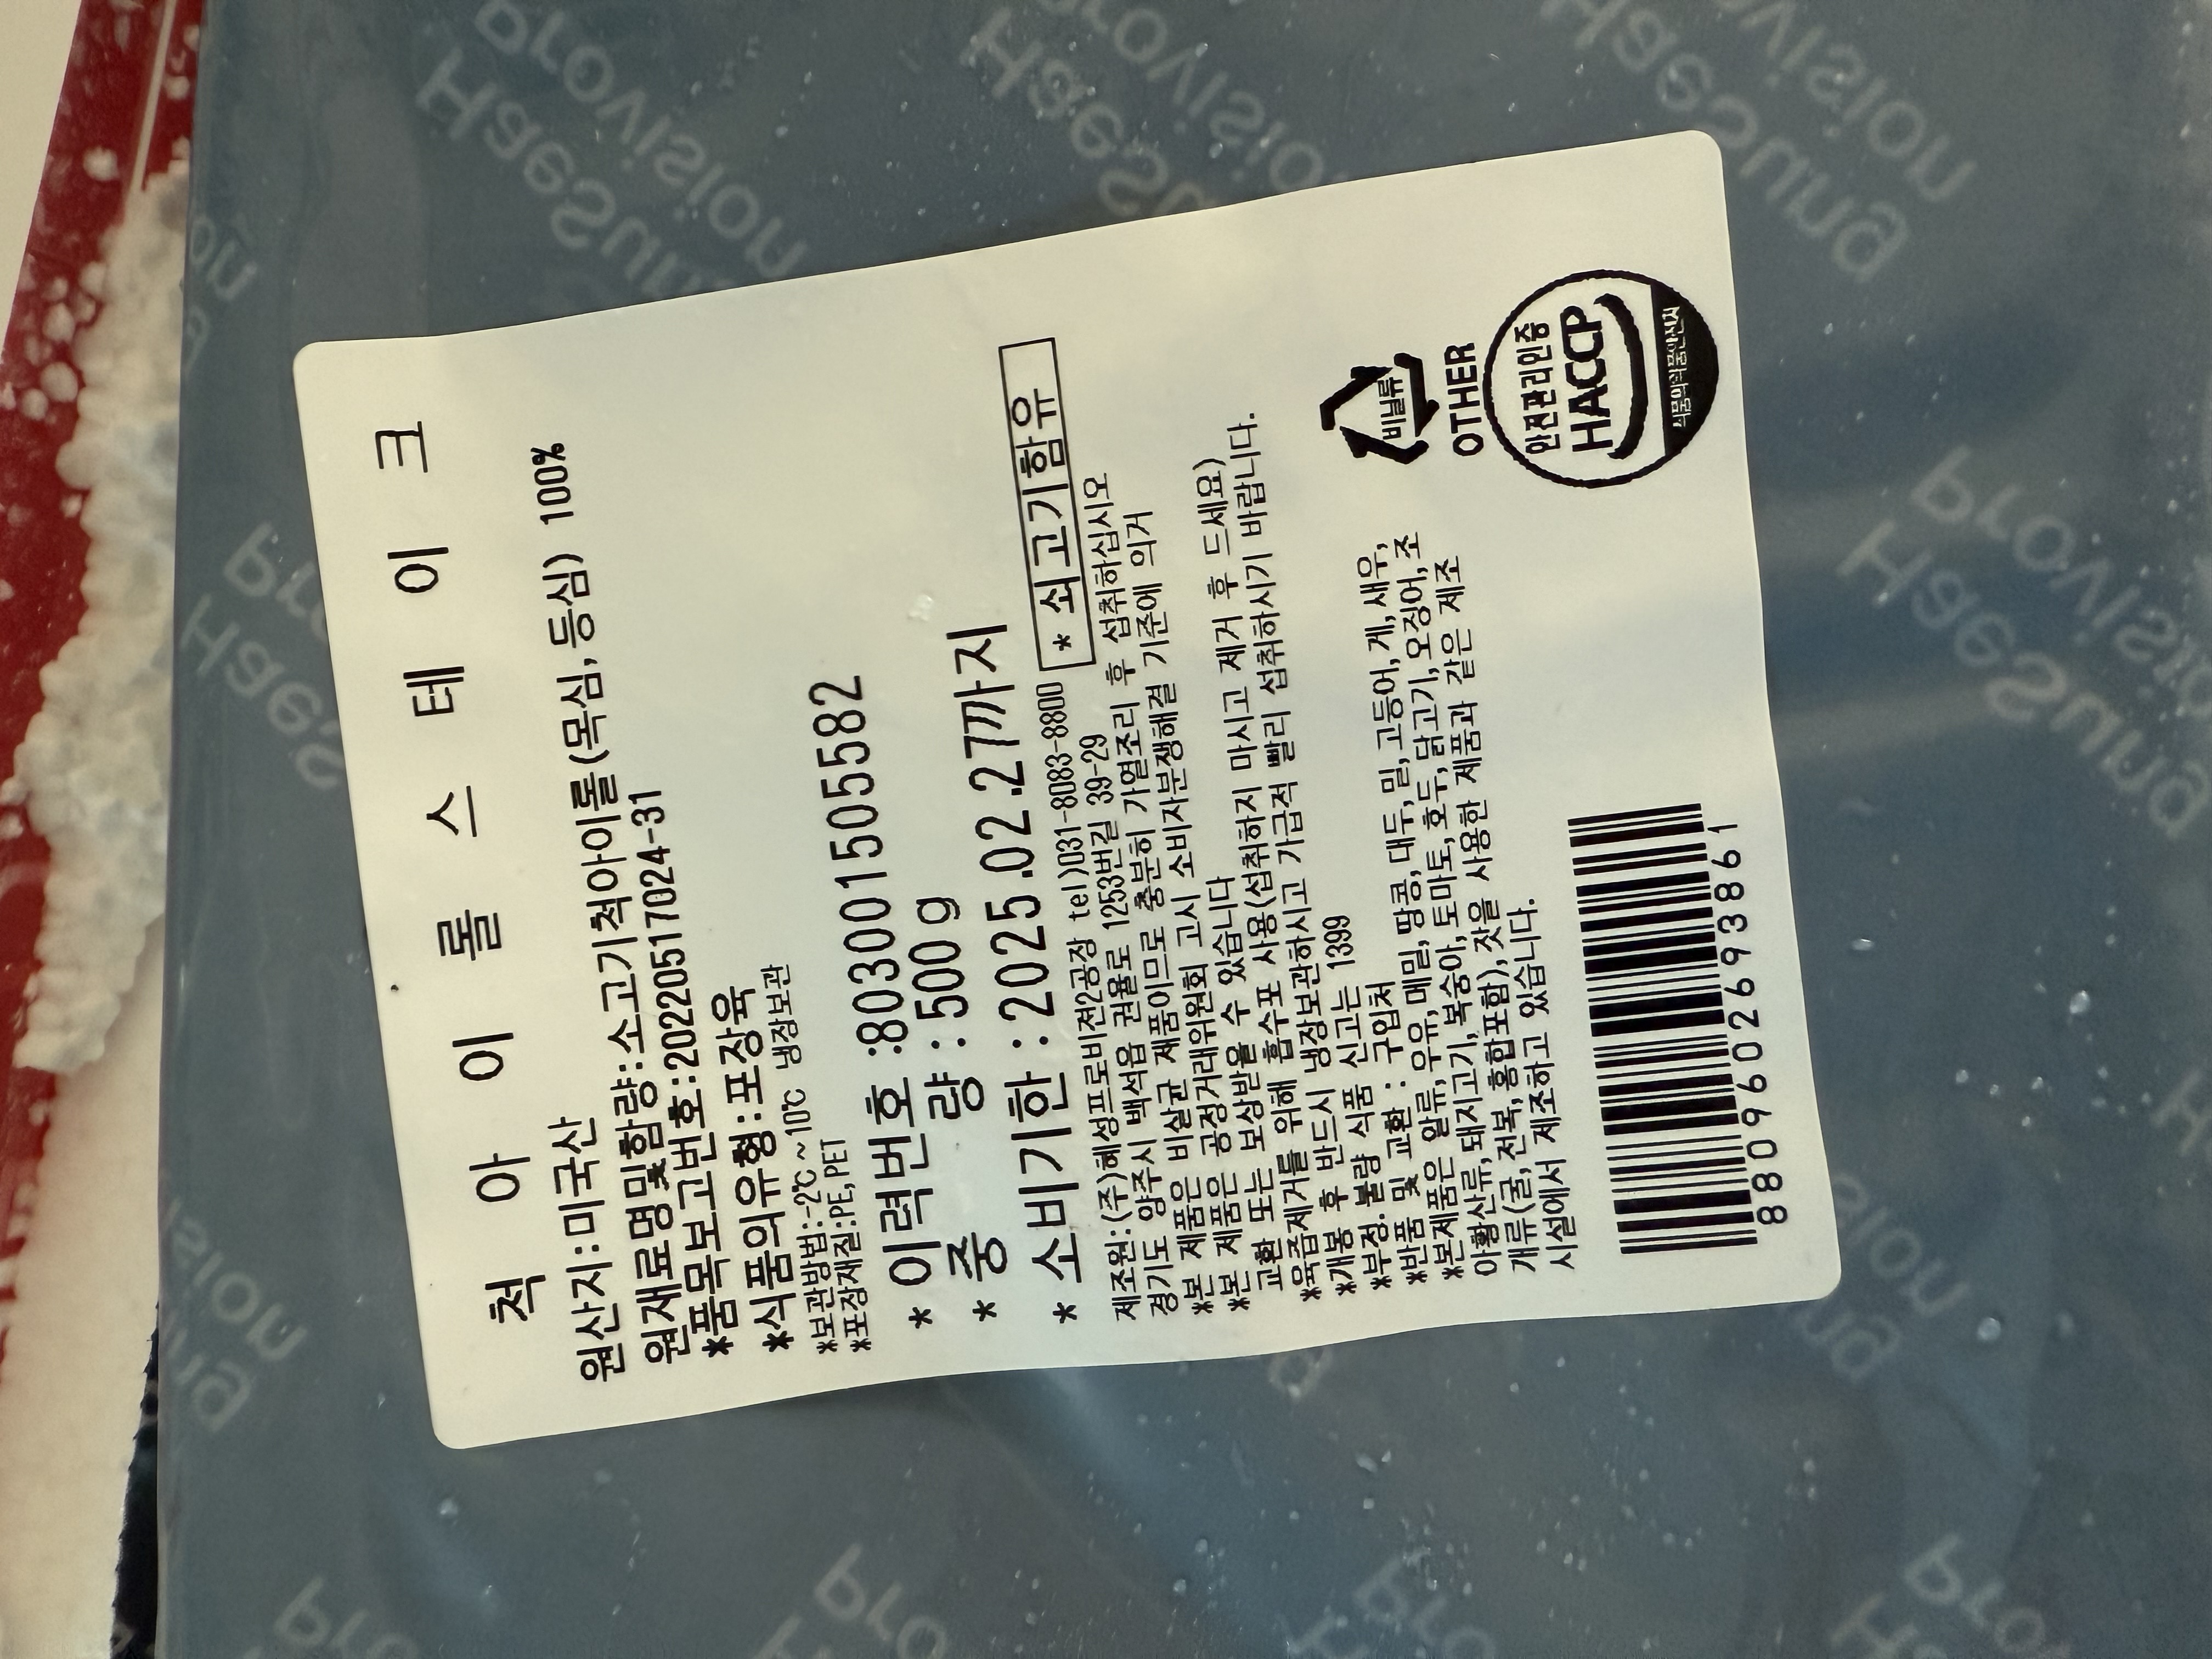 척 아 이 롤 스 테 이 크
원산지:미국산
원재료명및함량:소고기척아이롤(목심,등심) 100%
*품목보고번호:2022051702​4-31
*식품의유형:포장육
*보관방법:-2℃~10℃ 냉장보관
*포장재질:PE,PET
* 이력번호 :803001505582
* 중 량 : 500g
* 소비기한 : 2025.02.27까지
* 쇠고기함유
제조원:(주)혜성프로비젼2공장 tel)031-8083-8800
경기도 양주시 백석읍 권율로 1253번길 39-29
*본 제품은 비살균 제품이므로 충분히 가열조리 후 섭취하십시오
*본 제품은 공정거래위원회 고시 소비자분쟁해결 기준에 의거
교환 또는 보상받을 수 있습니다
*육즙제거를 위해 흡수포 사용(섭취하지 마시고 제거 후 드세요)
*개봉 후 반드시 냉장보관하시고 가급적 빨리 섭취하시기 바랍니다.
*부정.불량 식품 신고는 1399
*반품 및 교환 : 구입처
*본제품은 알류,우유,메밀,땅콩,대두,밀,고등어,게,새우,
아황산류,돼지고기,복숭아,토마토,호두,닭고기,오징어,조
개류(굴,전복,홍합포함),잣을 사용한 제품과 같은 제조
시설에서 제조하고 있습니다.
비닐류
OTHER
안전관리인증
HACCP
식품의약품안전처
8809602693861
HaeSung
Provision